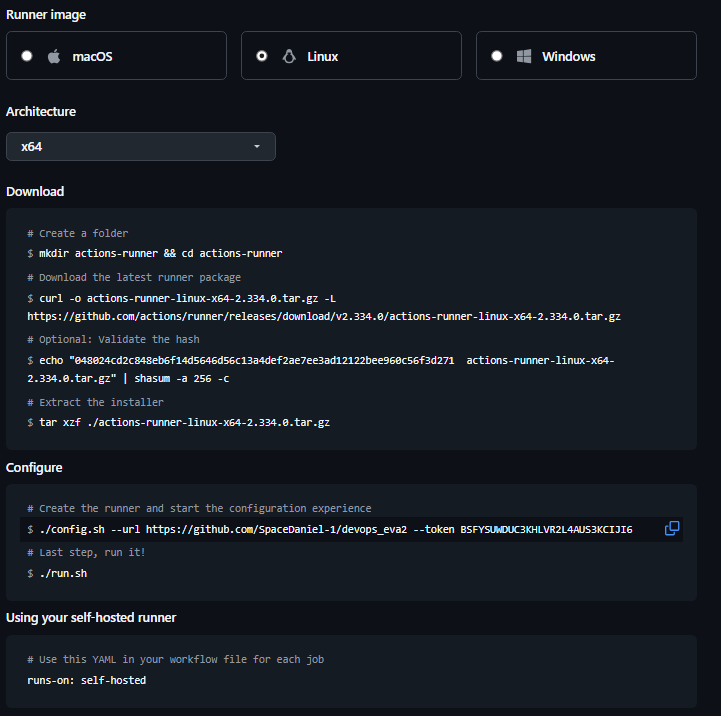 Runner image
macOS
Linux
Windows
Architecture
x64
Download
# Create a folder
$ mkdir actions-runner && cd actions-runner
# Download the latest runner package
$ curl -o actions-runner-linux-x64-2.334.0.tar.gz -L
https://github.com/actions/runner/releases/download/v2.334.0/actions-runner-linux-x64-2.334.0.tar.gz
# Optional: Validate the hash
$ echo "048024cd2c848eb6f14d5646d56c13a4def2ae7ee3ad12122bee960c56f3d271  actions-runner-linux-x64-
2.334.0.tar.gz" | shasum -a 256 -c
# Extract the installer
$ tar xzf ./actions-runner-linux-x64-2.334.0.tar.gz
Configure
# Create the runner and start the configuration experience
$ ./config.sh --url https://github.com/SpaceDaniel-1/devops_eva2 --token BSFYSUWDUC3KHLVR2L4AUS3KCIJI6
# Last step, run it!
$ ./run.sh
Using your self-hosted runner
# Use this YAML in your workflow file for each job
runs-on: self-hosted